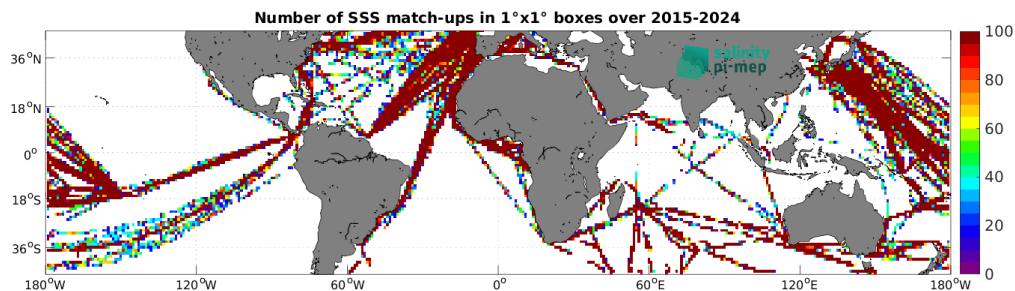 Number of SSS match-ups in 1°x1° boxes over 2015-2024
36°N
18°N
0°
18°S
36°S
180°W
120°W
60°W
0°
60°E
120°E
180°W
salinity
pi-mep
100
80
60
40
20
0